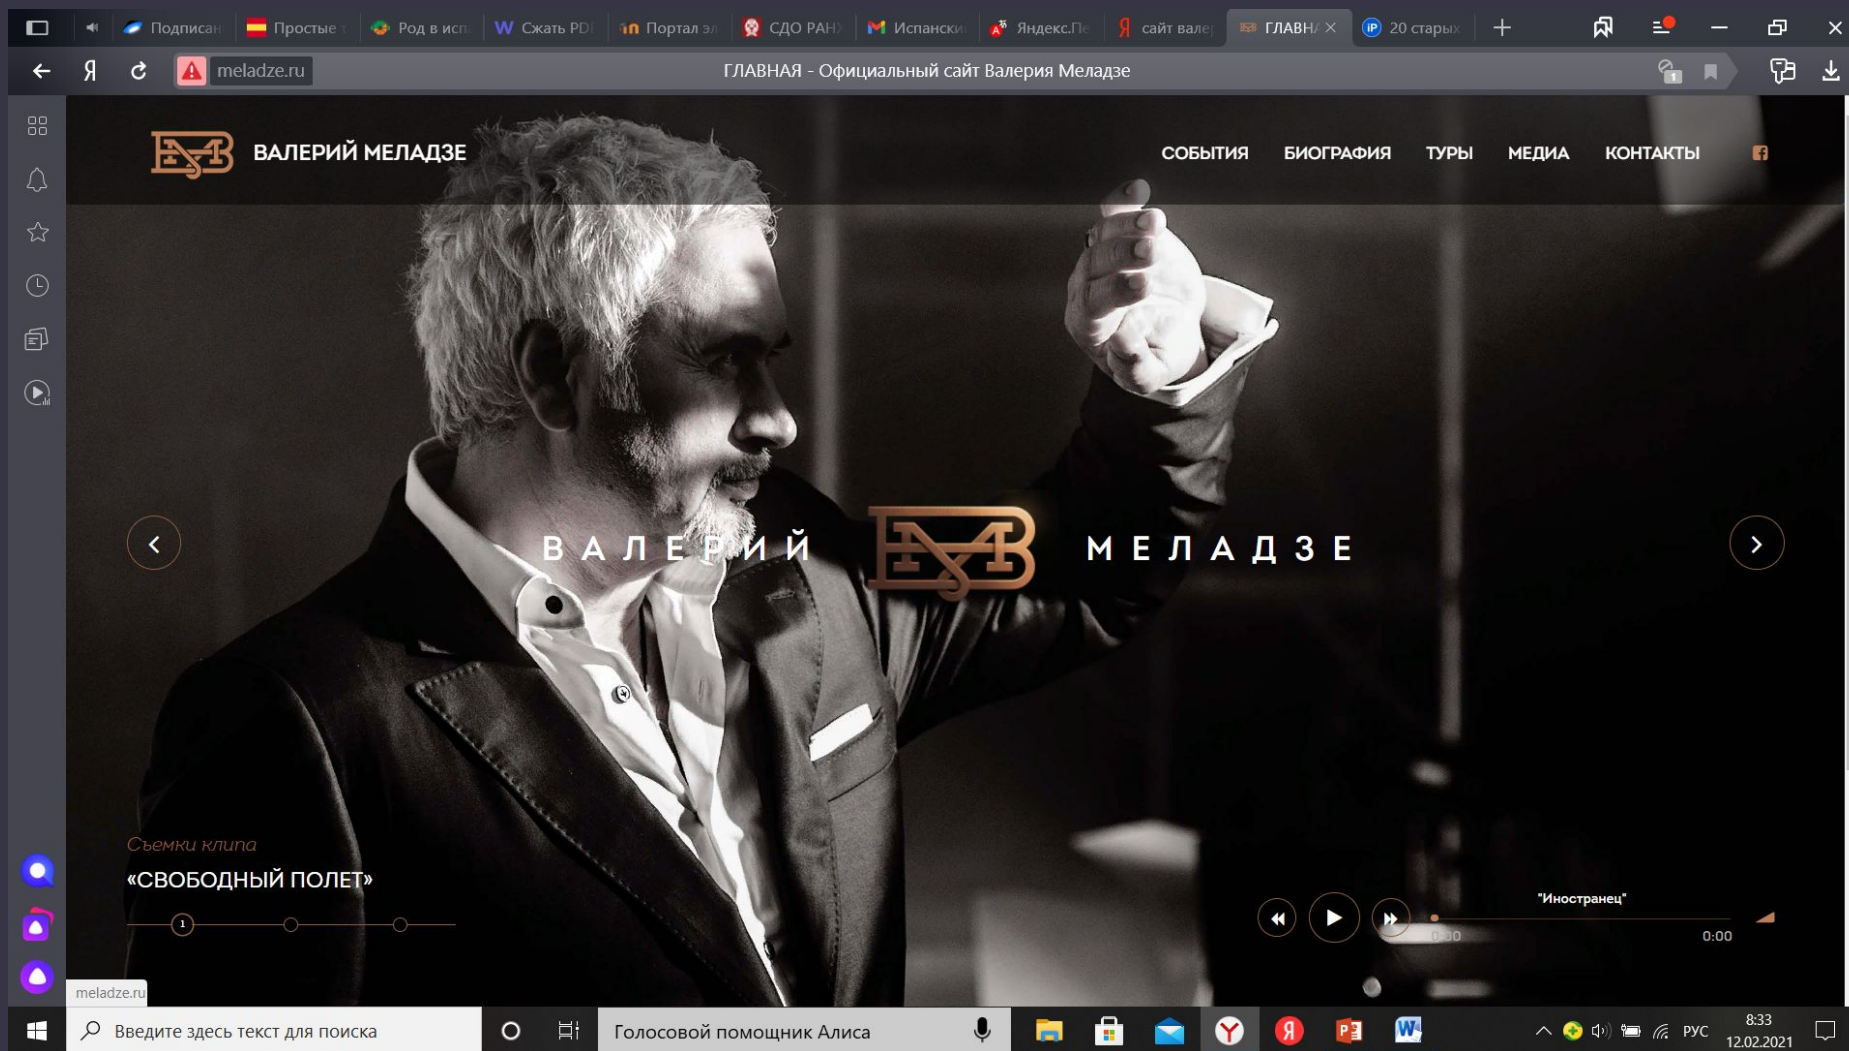 Подписан
Простые т
Род в исп
Сжать PD
Портал эл
СДО РАНХ
Испански
Яндекс.Пе
сайт вале
ГЛАВНА
20 старых
meladze.ru
ГЛАВНАЯ - Официальный сайт Валерия Меладзе
ВАЛЕРИЙ МЕЛАДЗЕ
СОБЫТИЯ БИОГРАФИЯ ТУРЫ МЕДИА КОНТАКТЫ
ВАЛЕРИЙ МЕЛАДЗЕ
Съемки клипа
«СВОБОДНЫЙ ПОЛЕТ»
1
"Иностранец"
0:00 0:00
meladze.ru
Введите здесь текст для поиска
Голосовой помощник Алиса
РУС
8:33
12.02.2021